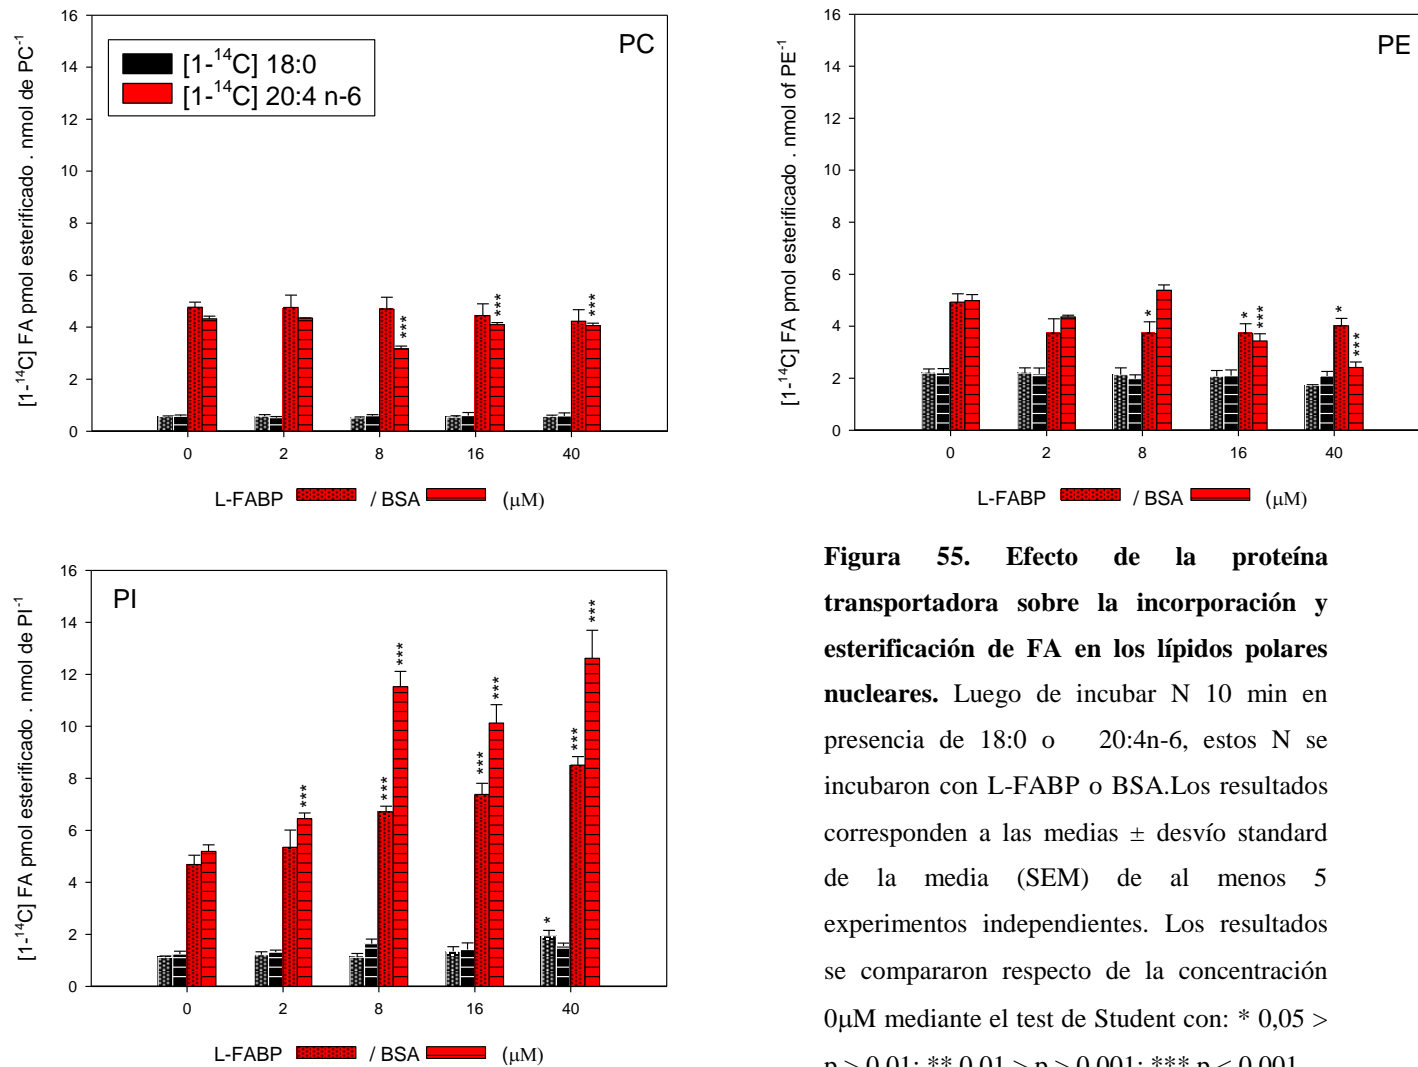 [1-¹⁴C] FA pmol esterificado . nmol de PC⁻¹
16
14
12
10
8
6
4
2
0
PC
[1-¹⁴C] 18:0
[1-¹⁴C] 20:4 n-6
***
***
***
0 2 8 16 40
L-FABP / BSA (μM)
[1-¹⁴C] FA pmol esterificado . nmol of PE⁻¹
16
14
12
10
8
6
4
2
0
PE
*
*
***
*
***
0 2 8 16 40
L-FABP / BSA (μM)
[1-¹⁴C] FA pmol esterificado . nmol de PI⁻¹
16
14
12
10
8
6
4
2
0
PI
***
***
***
***
***
*
***
***
0 2 8 16 40
L-FABP / BSA (μM)
Figura 55. Efecto de la proteína
transportadora sobre la incorporación y
esterificación de FA en los lípidos polares
nucleares. Luego de incubar N 10 min en
presencia de 18:0 o 20:4n-6, estos N se
incubaron con L-FABP o BSA.Los resultados
corresponden a las medias ± desvío standard
de la media (SEM) de al menos 5
experimentos independientes. Los resultados
se compararon respecto de la concentración
0μM mediante el test de Student con: * 0,05 >
p > 0,01; ** 0,01 > p > 0,001; *** p < 0,001